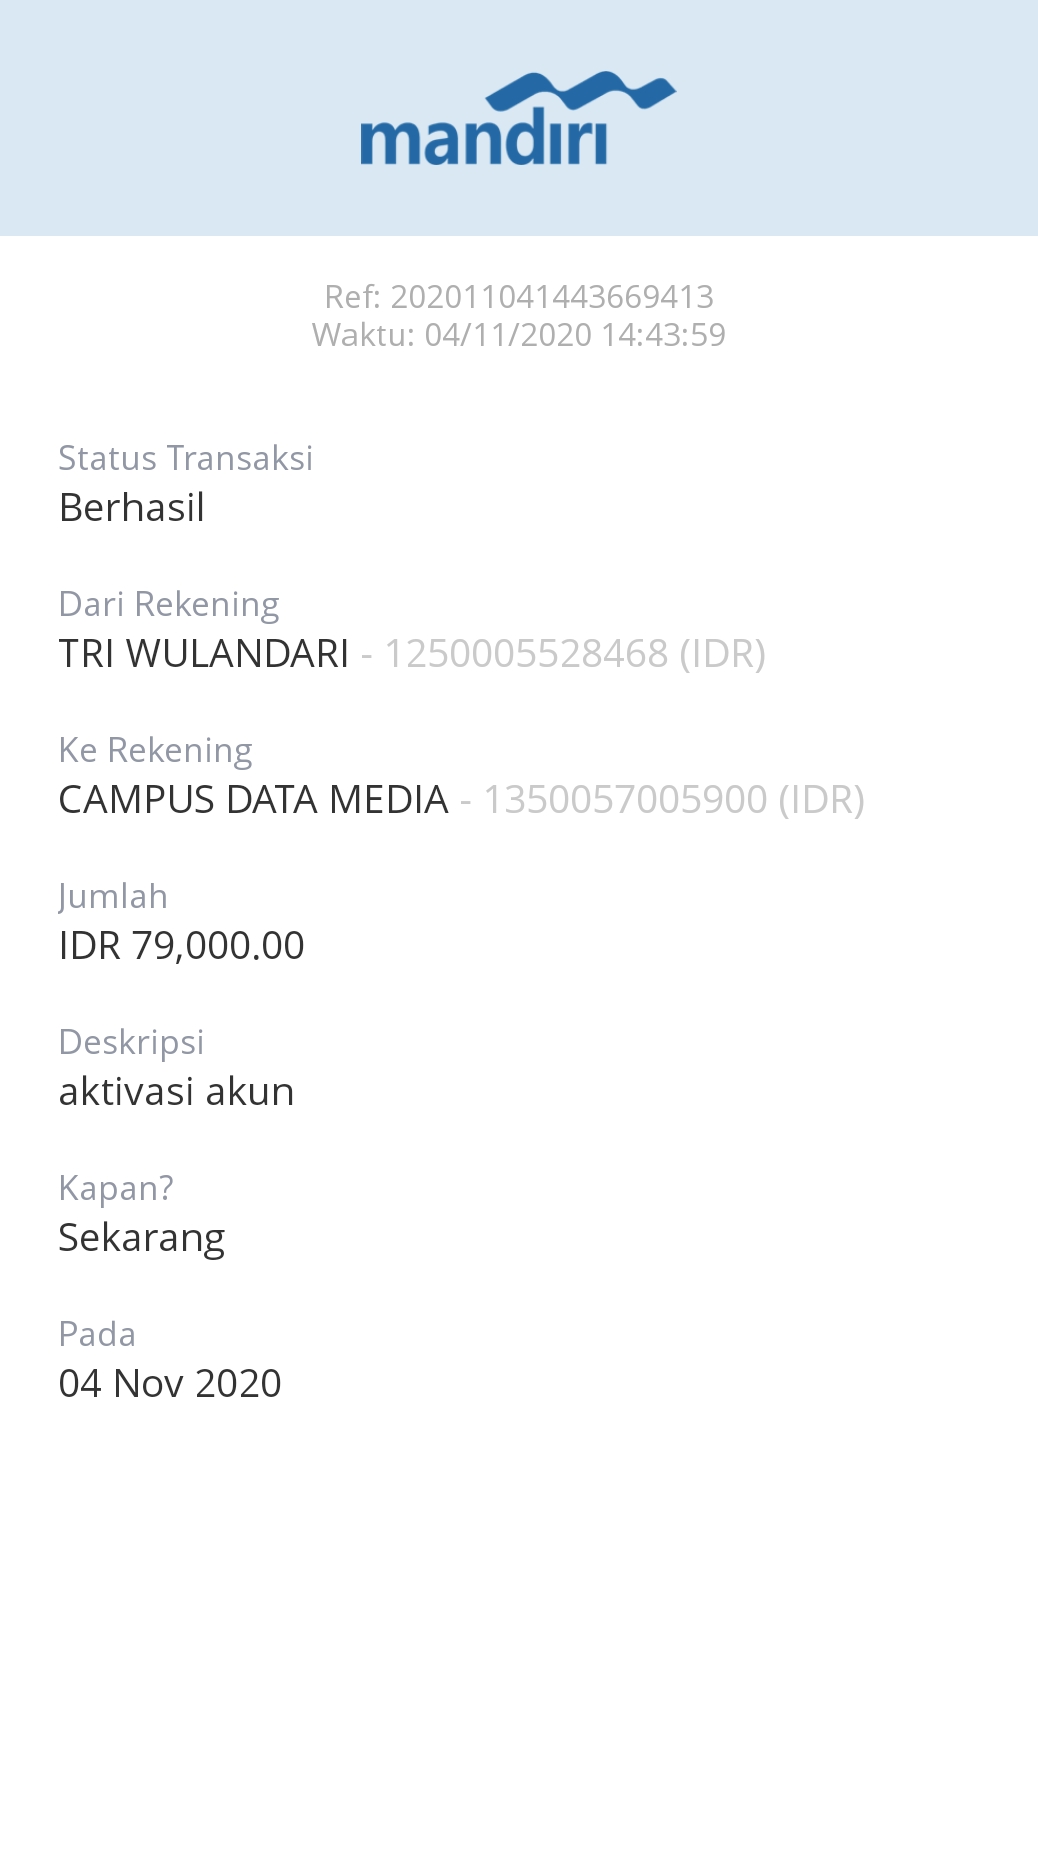 mandiri
Ref: 202011041443669413
Waktu: 04/11/2020 14:43:59
Status Transaksi
Berhasil
Dari Rekening
TRI WULANDARI - 1250005528468 (IDR)
Ke Rekening
CAMPUS DATA MEDIA - 1350057005900 (IDR)
Jumlah
IDR 79,000.00
Deskripsi
aktivasi akun
Kapan?
Sekarang
Pada
04 Nov 2020